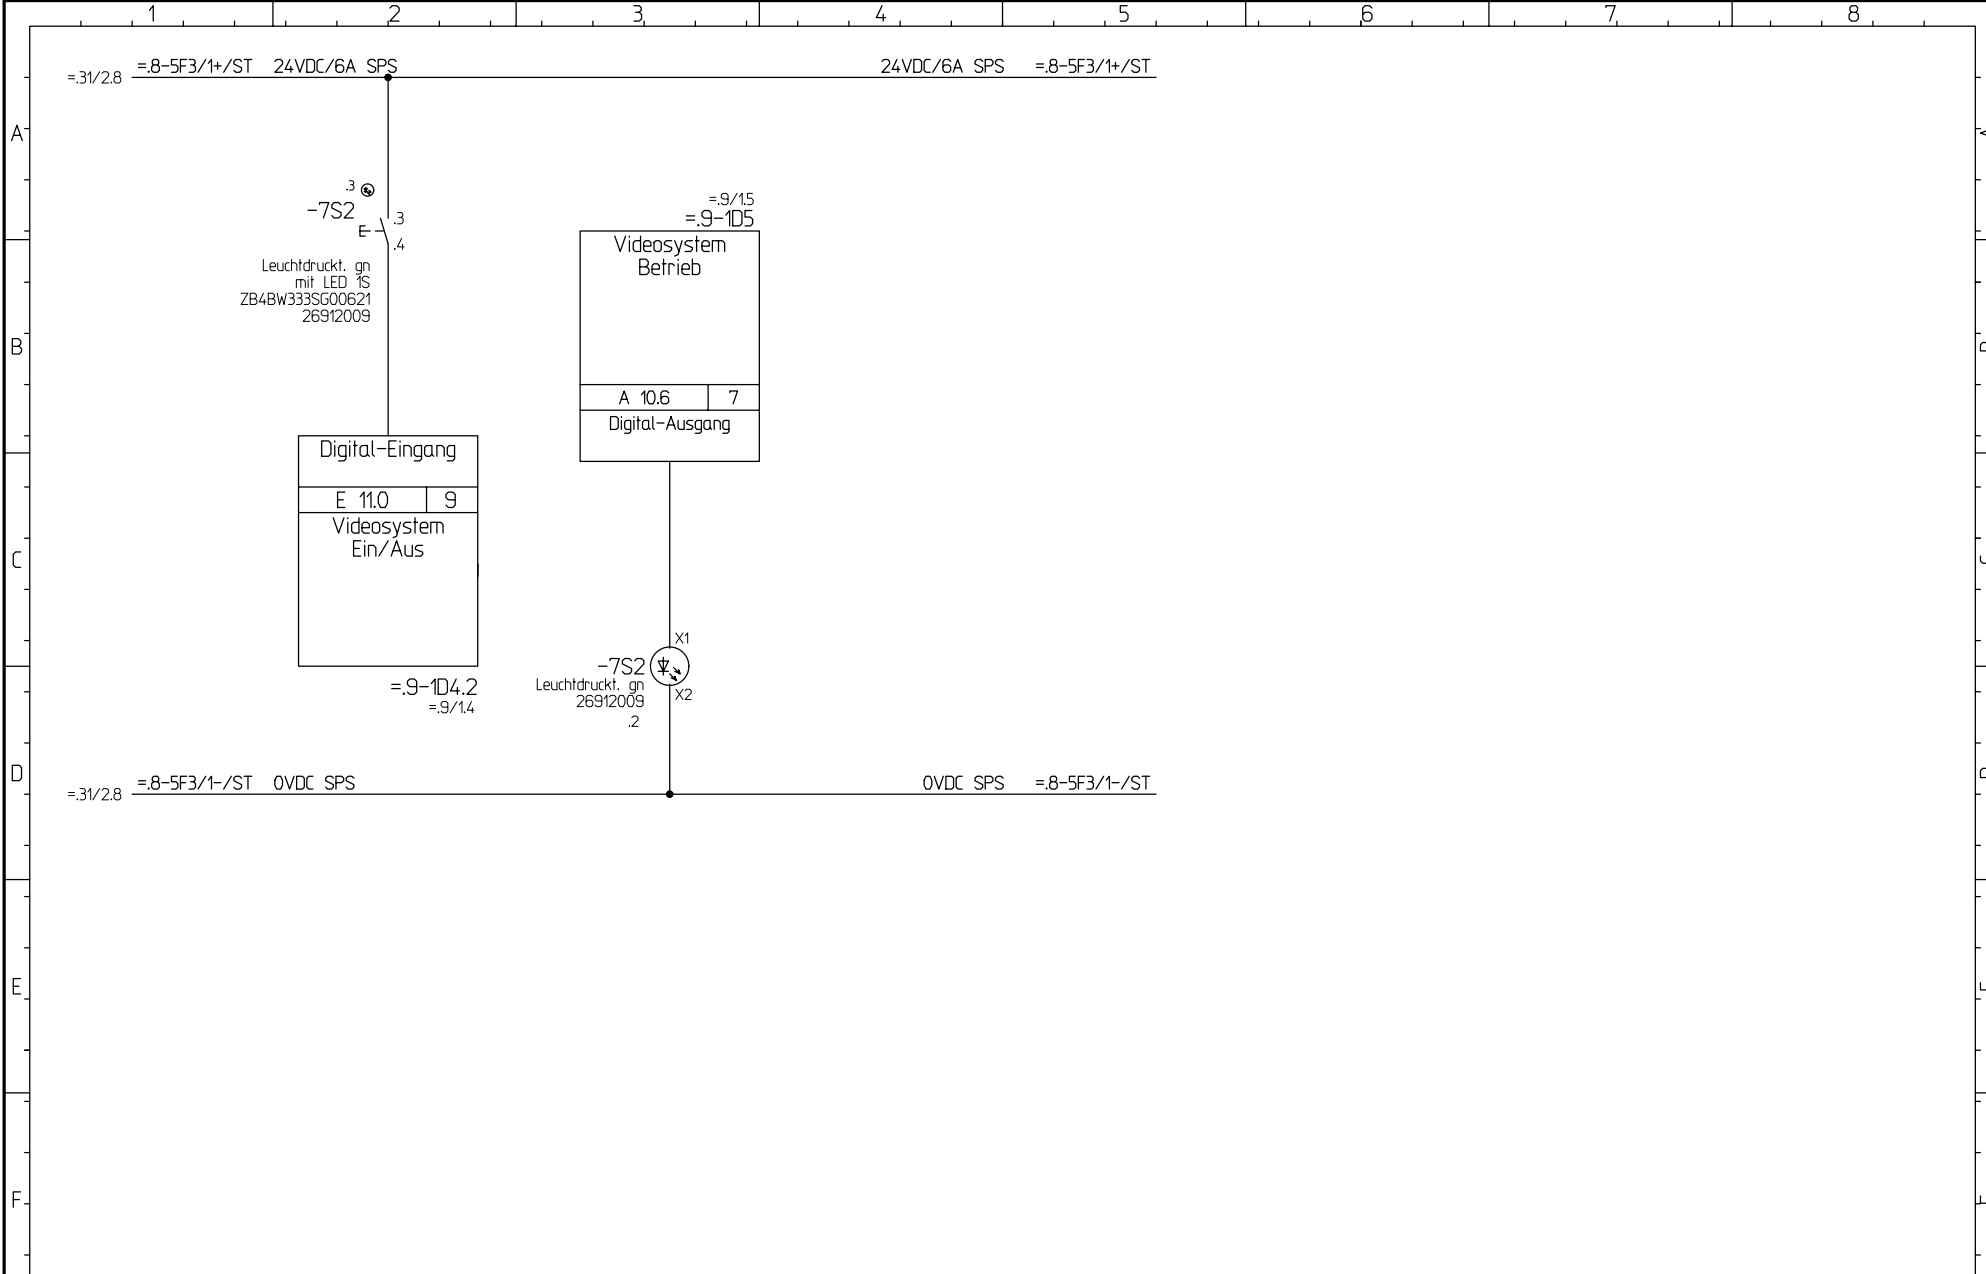 1 2 3 4 5 6 7 8
=.31/2.8 =.8-5F3/1+/ST 24VDC/6A SPS 24VDC/6A SPS =.8-5F3/1+/ST
A
.3
-7S2
.3
E
.4
Leuchtdruckt. gn
mit LED 1S
ZB4BW333SG00621
26912009
=.9/1.5
=.9-1D5
Videosystem
Betrieb
A 10.6 7
Digital-Ausgang
B
Digital-Eingang
E 11.0 9
Videosystem
Ein/Aus
=.9-1D4.2
=.9/1.4
C
X1
-7S2
Leuchtdruckt. gn
26912009
X2
.2
D
=.31/2.8 =.8-5F3/1-/ST 0VDC SPS 0VDC SPS =.8-5F3/1-/ST
E
F